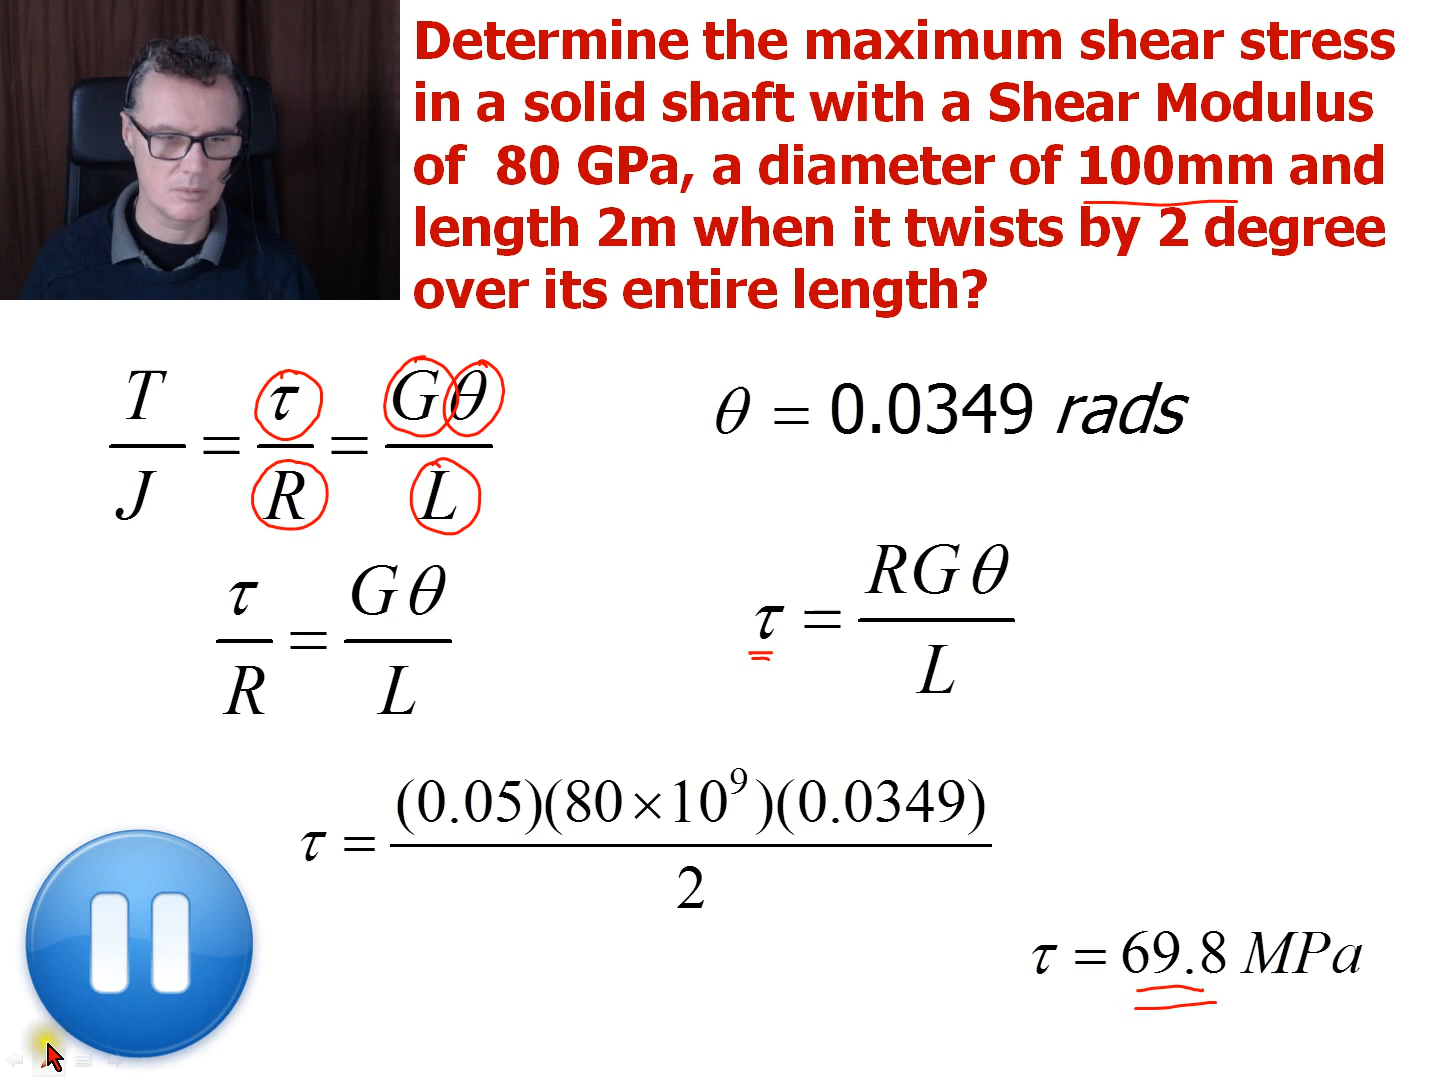 Determine the maximum shear stress
in a solid shaft with a Shear Modulus
of 80 GPa, a diameter of 100mm and
length 2m when it twists by 2 degree
over its entire length?
T/J = τ/R = Gθ/L
θ = 0.0349 rads
τ/R = Gθ/L
τ = RGθ/L
τ = (0.05)(80×10⁹)(0.0349)/2
τ = 69.8 MPa